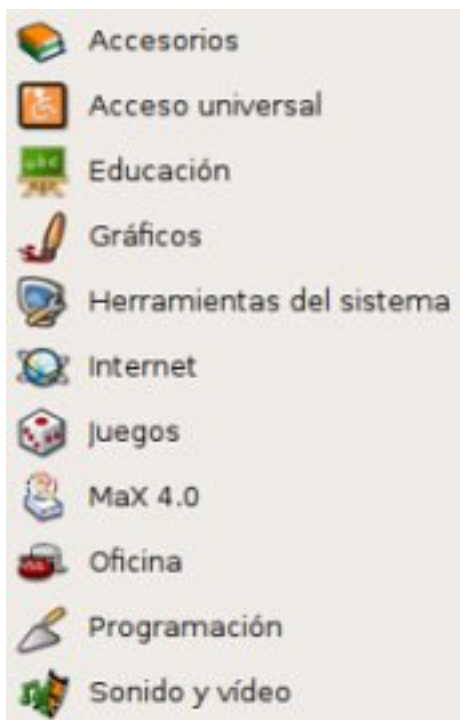 Accesorios
Acceso universal
Educación
Gráficos
Herramientas del sistema
Internet
Juegos
MaX 4.0
Oficina
Programación
Sonido y vídeo